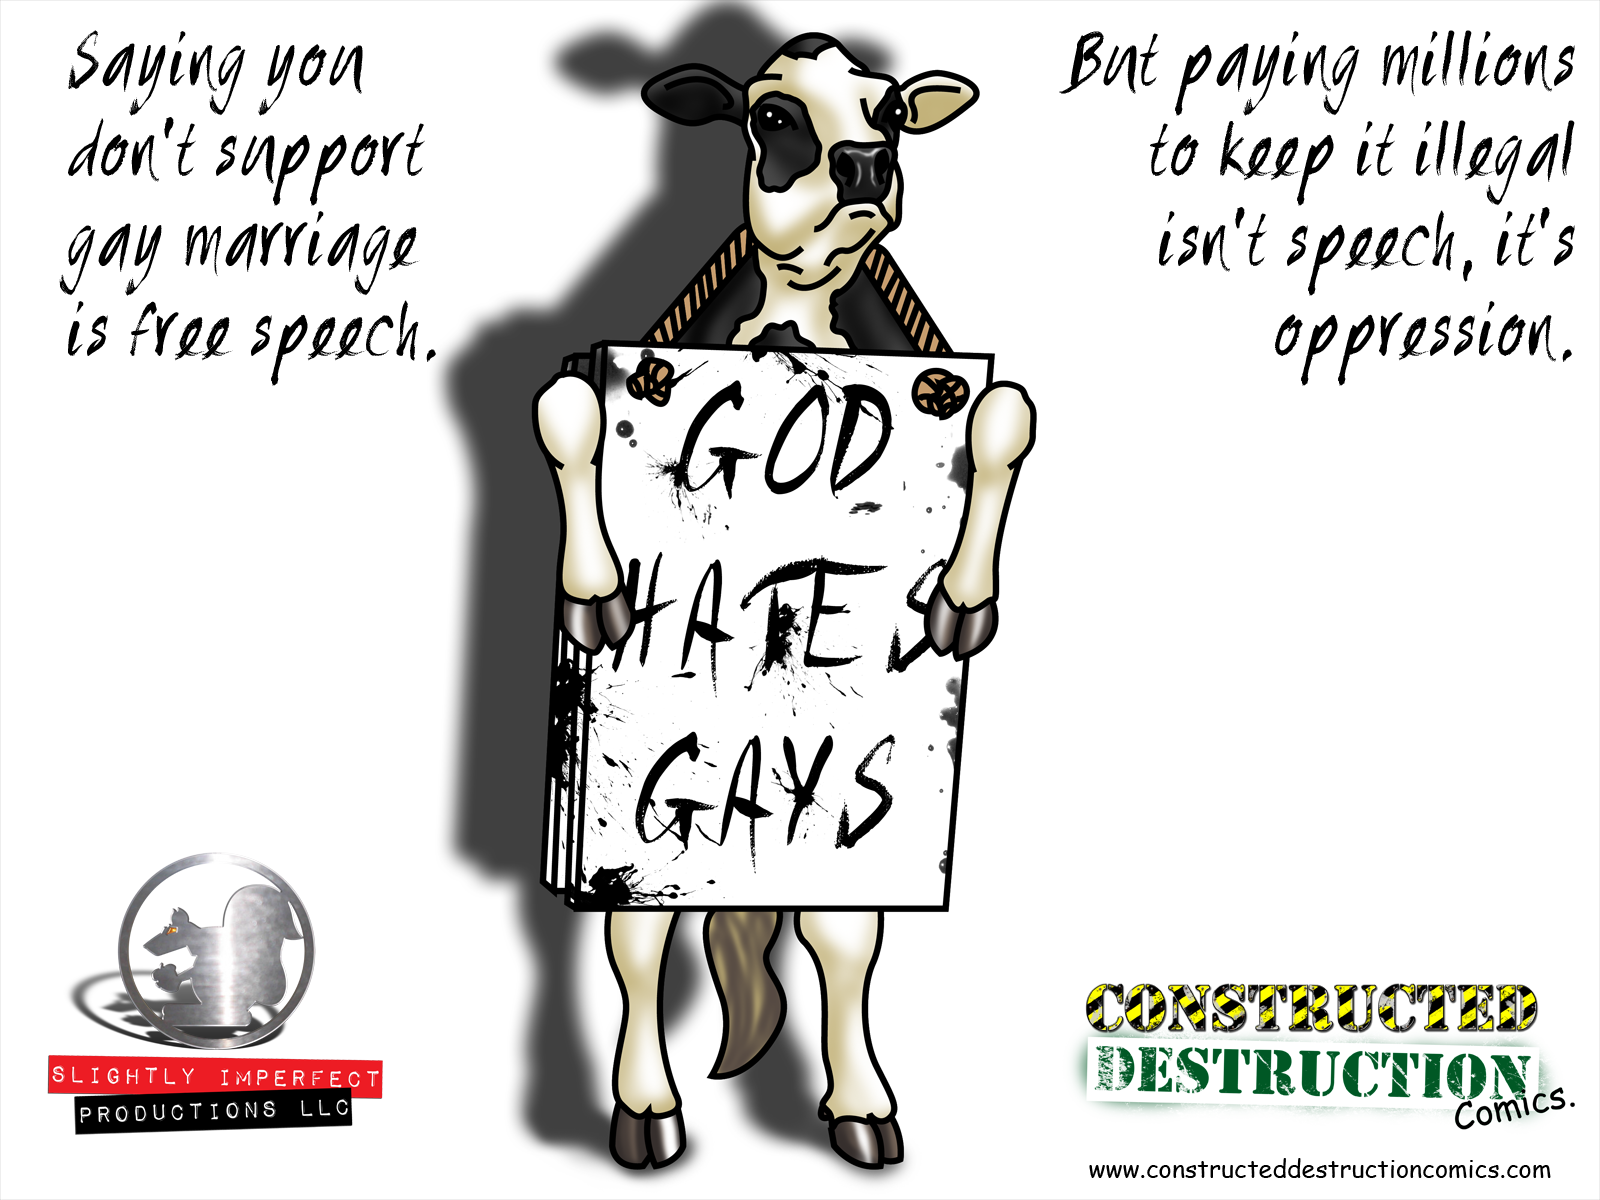 Saying you
don't support
gay marriage
is free speech.
But paying millions
to keep it illegal
isn't speech, it's
oppression.
GOD
HATES
GAYS
SLIGHTLY IMPERFECT
PRODUCTIONS LLC
CONSTRUCTED
DESTRUCTION
Comics.
www.constructeddestructioncomics.com